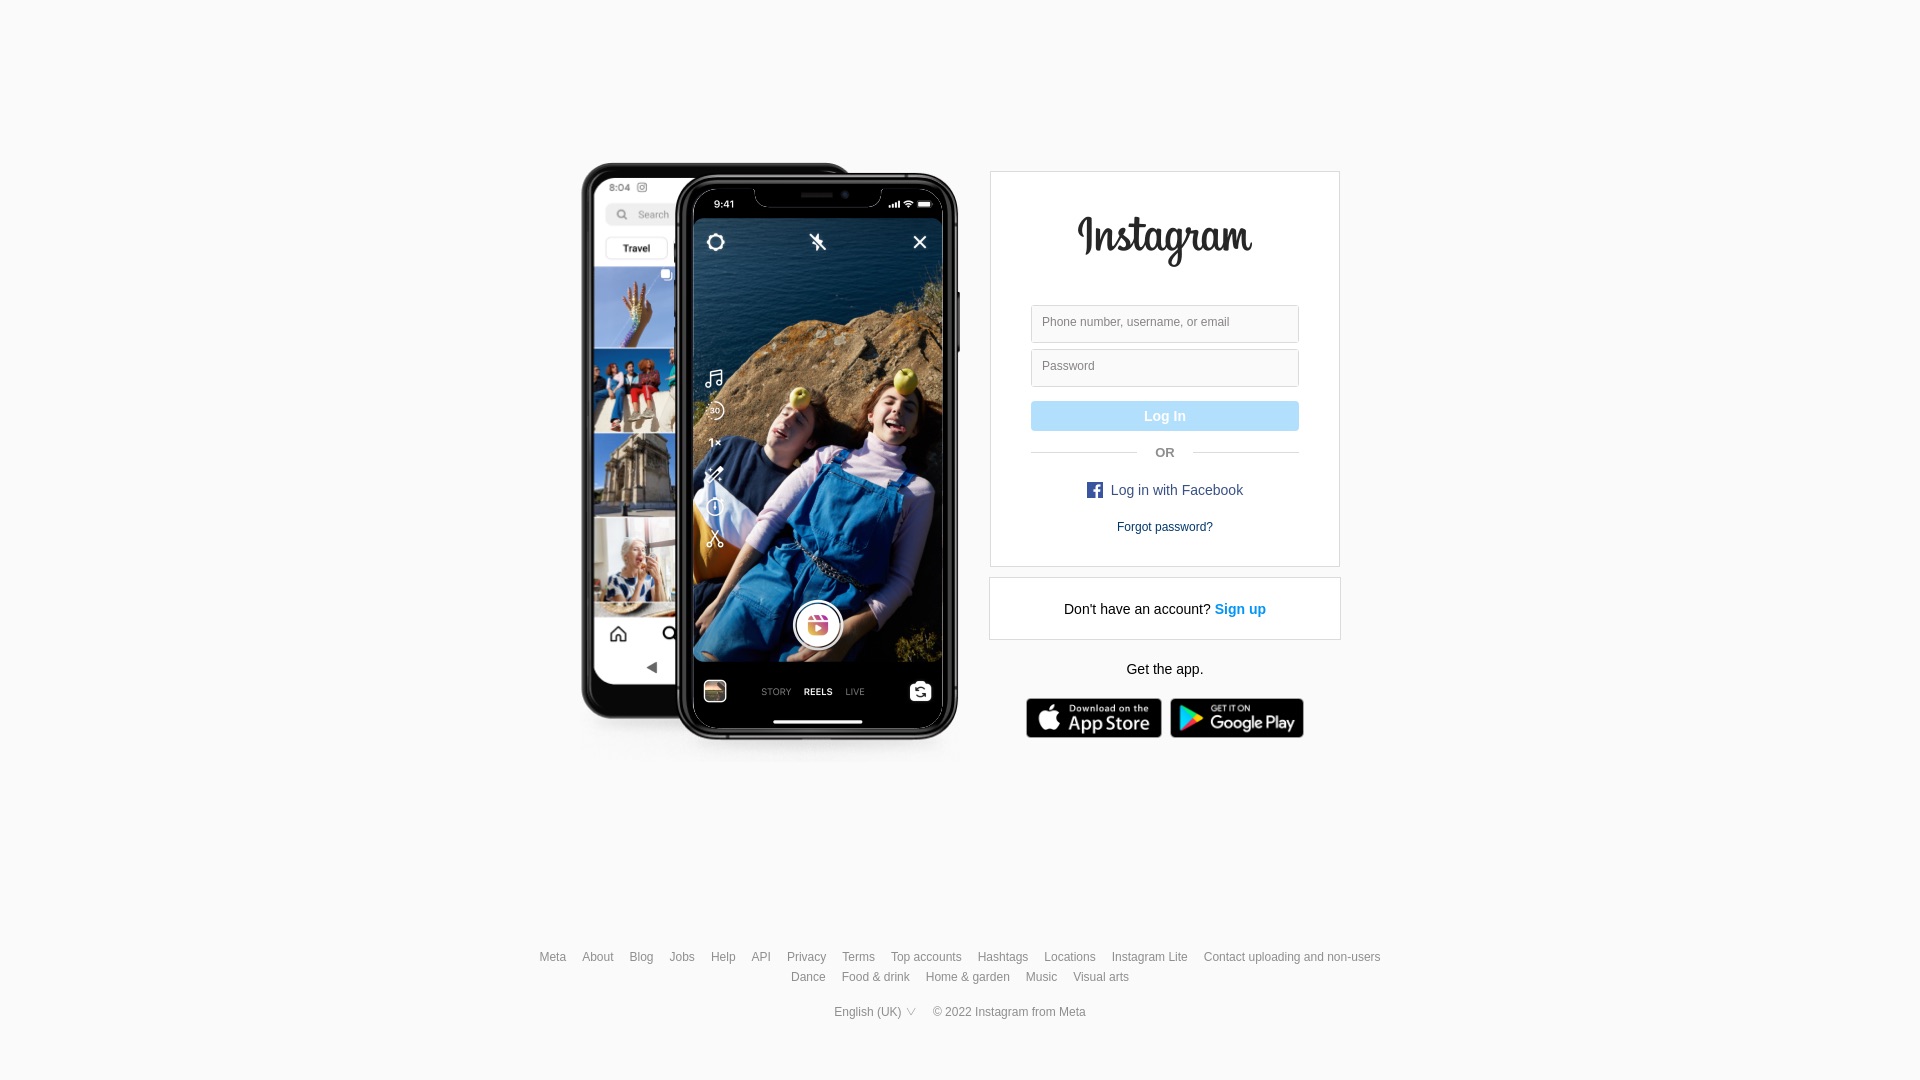 8:04
Search
Travel
9:41
30
1×
STORY REELS LIVE
Instagram
Phone number, username, or email
Password
Log In
OR
Log in with Facebook
Forgot password?
Don't have an account? Sign up
Get the app.
Download on the
App Store
GET IT ON
Google Play
Meta About Blog Jobs Help API Privacy Terms Top accounts Hashtags Locations Instagram Lite Contact uploading and non-users
Dance Food & drink Home & garden Music Visual arts
English (UK) © 2022 Instagram from Meta